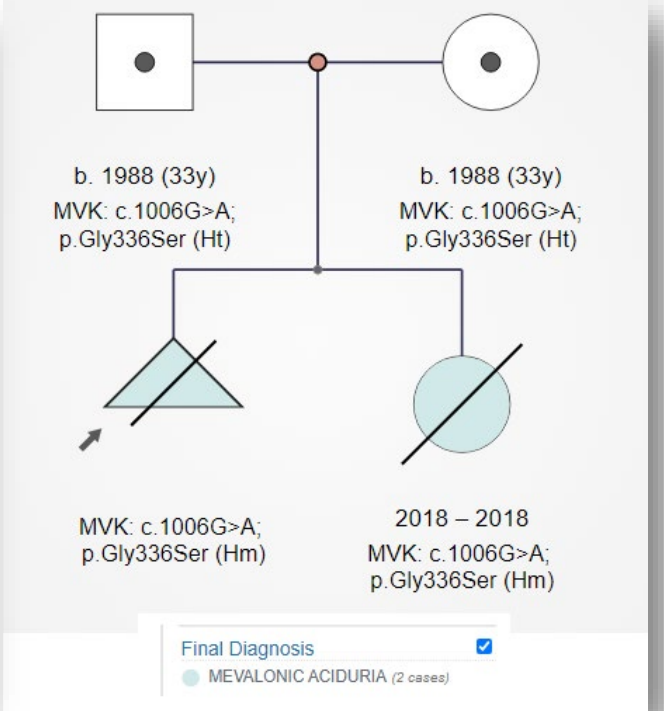 b. 1988 (33y)
MVK: c.1006G>A;
p.Gly336Ser (Ht)
b. 1988 (33y)
MVK: c.1006G>A;
p.Gly336Ser (Ht)
MVK: c.1006G>A;
p.Gly336Ser (Hm)
2018 – 2018
MVK: c.1006G>A;
p.Gly336Ser (Hm)
Final Diagnosis
MEVALONIC ACIDURIA (2 cases)